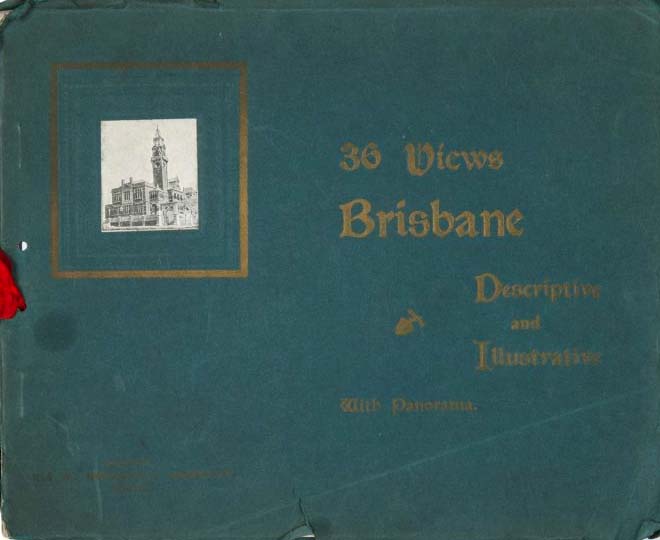 36 Views
Brisbane
Descriptive
and
Illustrative
With Panorama.